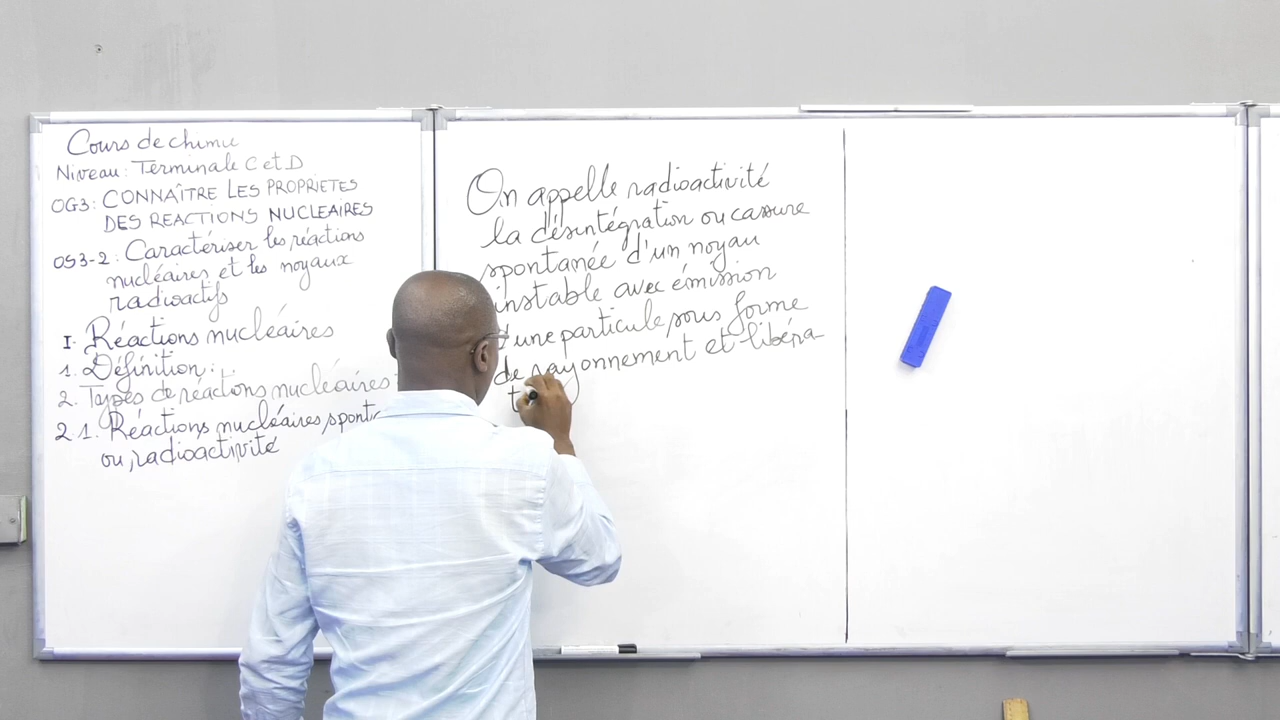 Cours de chimie
Niveau : Terminale C et D
OG3 : CONNAÎTRE LES PROPRIETES
DES REACTIONS NUCLEAIRES
OS3-2 : Caractériser les réactions
nucléaires et les noyaux
radioactifs
I. Réactions nucléaires
1. Définition :
2. Types de réactions nucléaires
2.1. Réactions nucléaires sponta
ou radioactivité
On appelle radioactivité
la désintégration ou cassure
spontanée d'un noyau
instable avec émission
d'une particule sous forme
de rayonnement et libéra-
t